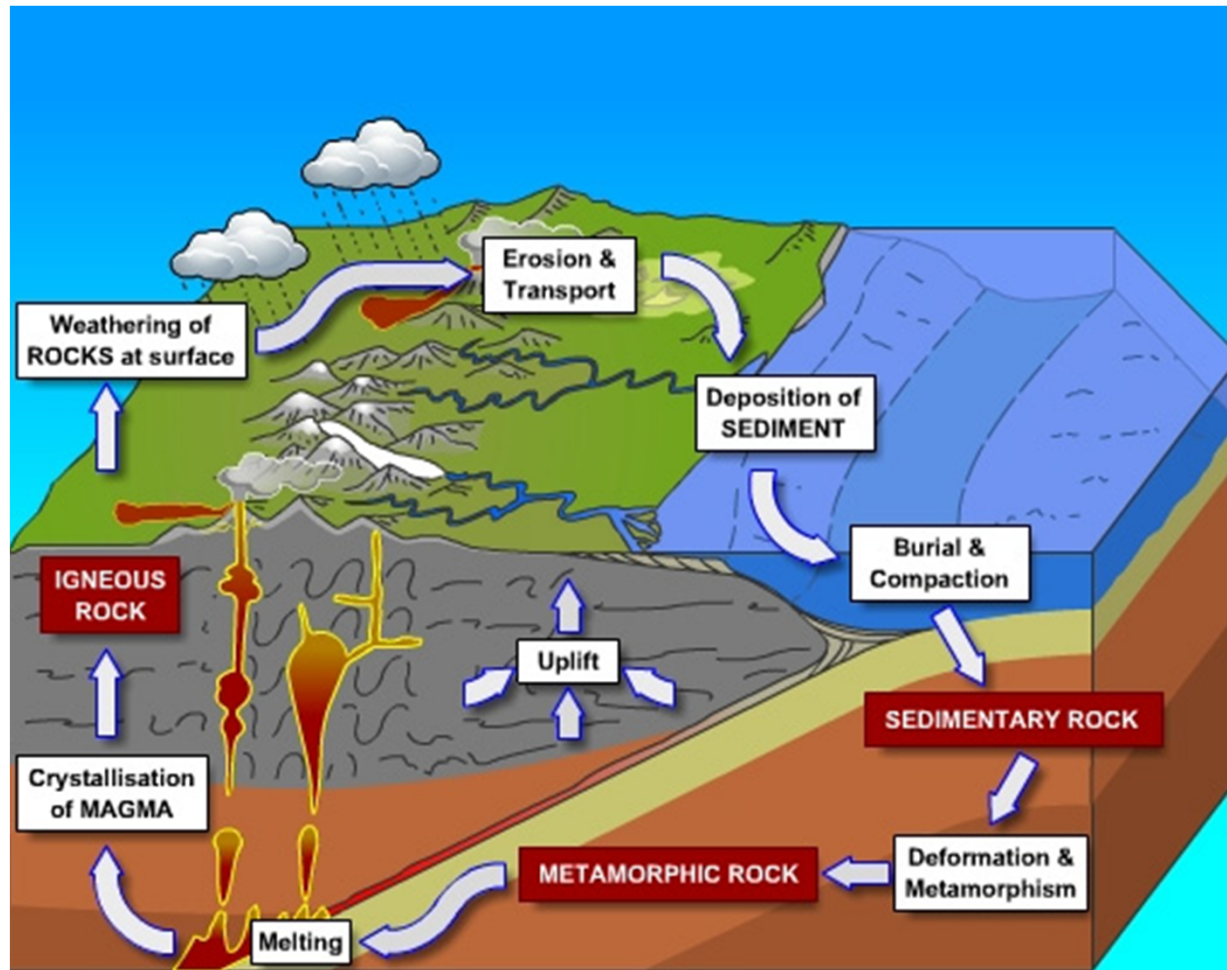 Erosion &
Transport
Weathering of
ROCKS at surface
Deposition of
SEDIMENT
Burial &
Compaction
IGNEOUS
ROCK
Uplift
SEDIMENTARY ROCK
Crystallisation
of MAGMA
Deformation &
Metamorphism
METAMORPHIC ROCK
Melting